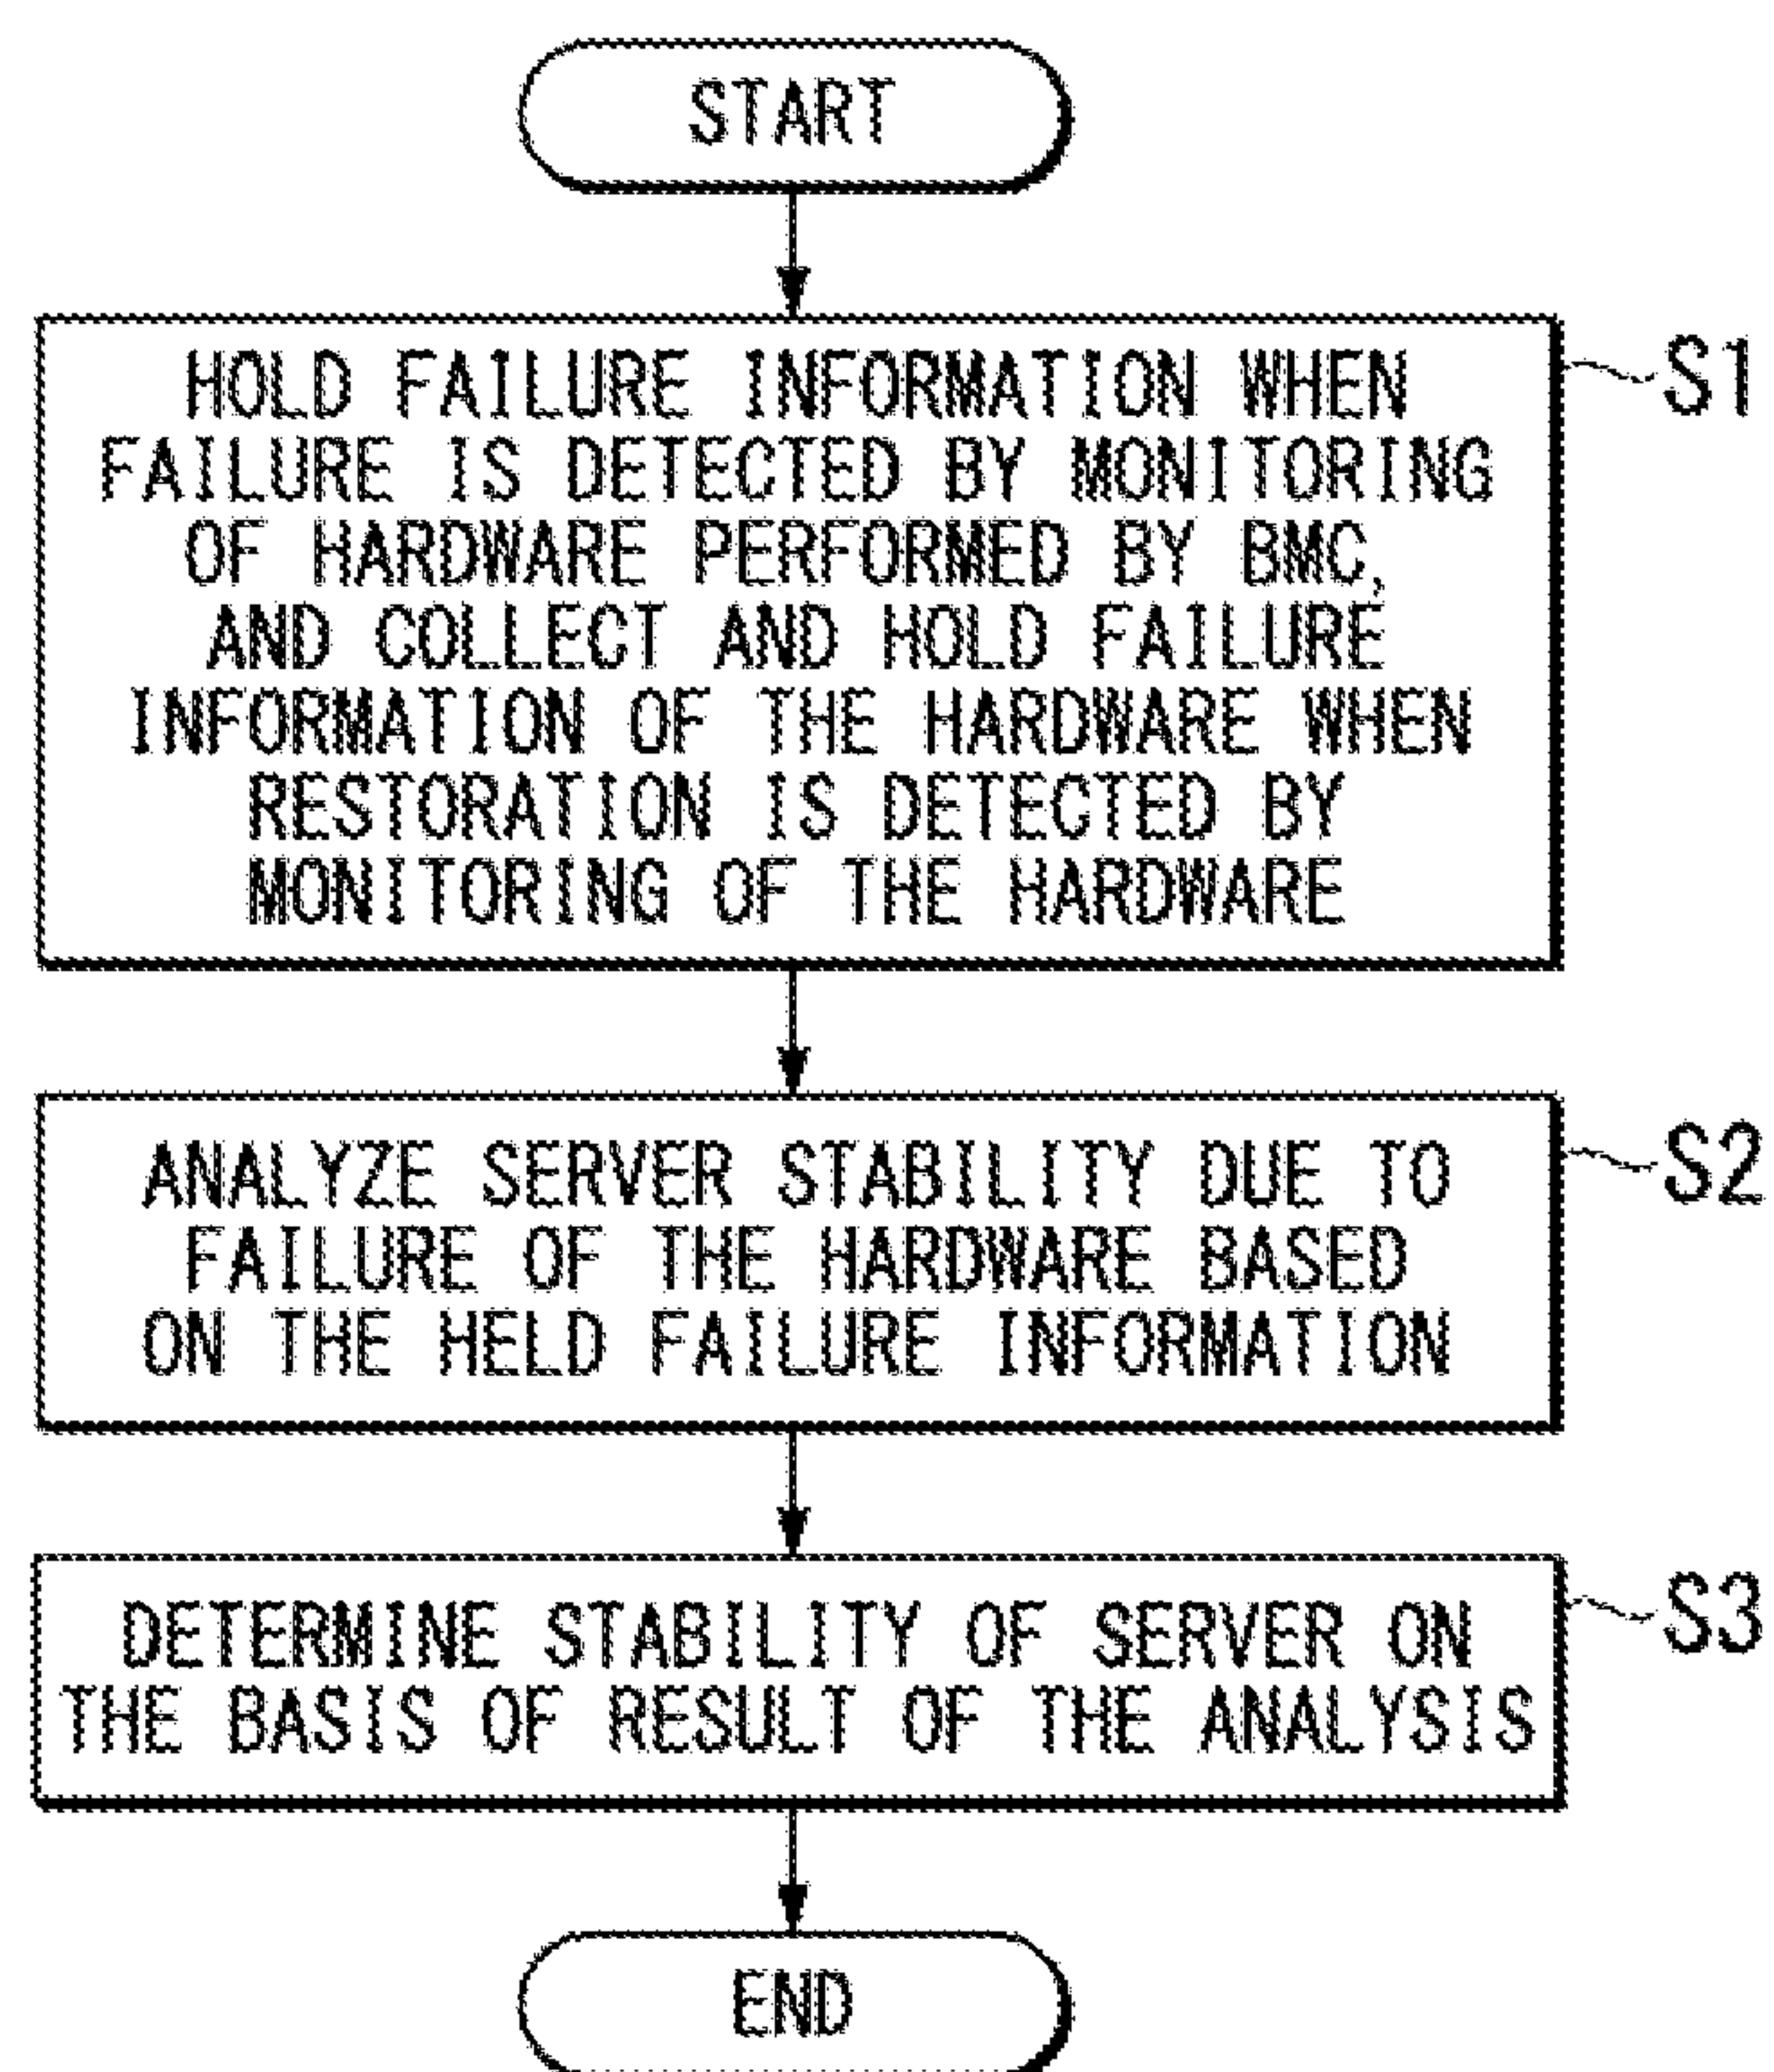 START
HOLD FAILURE INFORMATION WHEN
FAILURE IS DETECTED BY MONITORING
OF HARDWARE PERFORMED BY BMC,
AND COLLECT AND HOLD FAILURE
INFORMATION OF THE HARDWARE WHEN
RESTORATION IS DETECTED BY
MONITORING OF THE HARDWARE
S1
ANALYZE SERVER STABILITY DUE TO
FAILURE OF THE HARDWARE BASED
ON THE HELD FAILURE INFORMATION
S2
DETERMINE STABILITY OF SERVER ON
THE BASIS OF RESULT OF THE ANALYSIS
S3
END